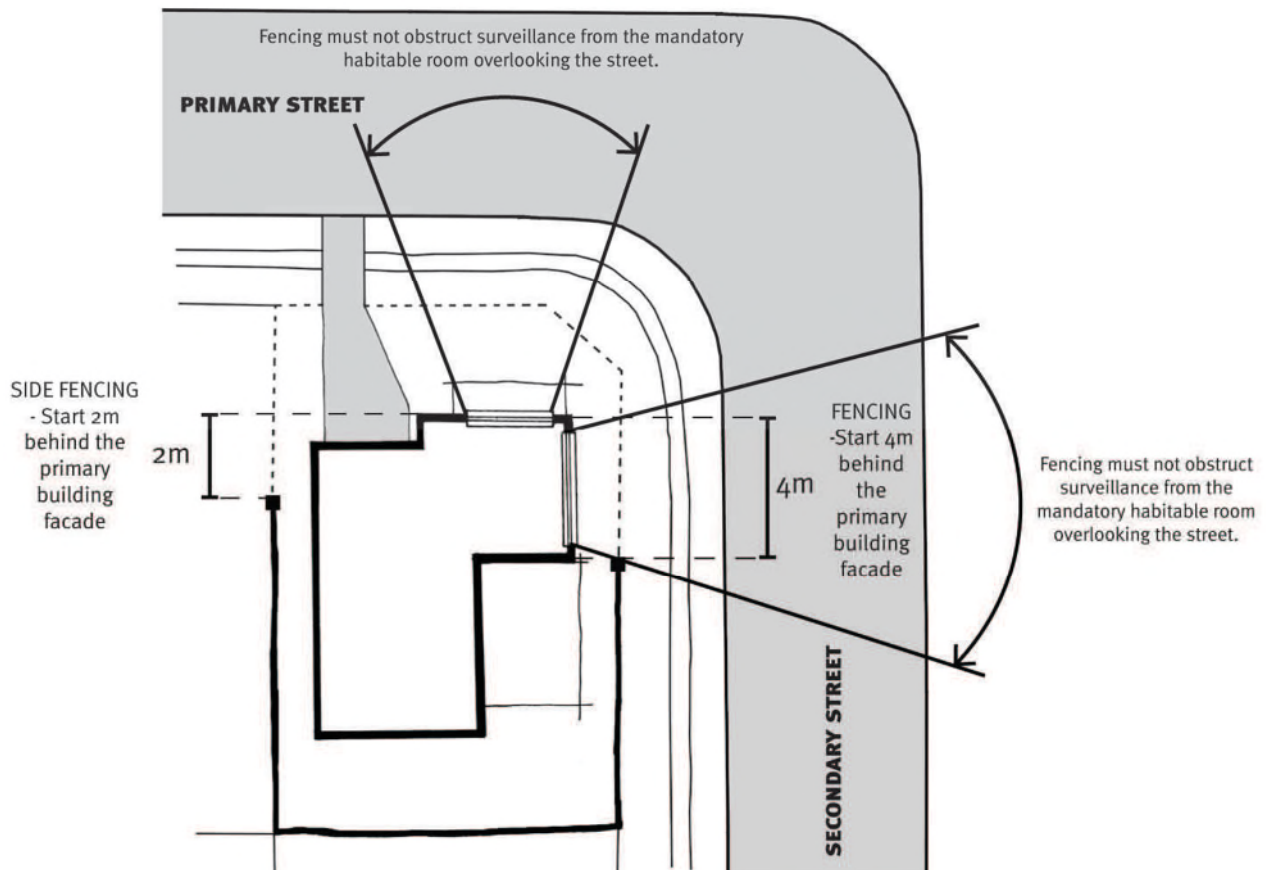 Fencing must not obstruct surveillance from the mandatory
habitable room overlooking the street.
PRIMARY STREET
SIDE FENCING
- Start 2m
behind the
primary
building
facade
2m
4m
FENCING
-Start 4m
behind
the
primary
building
facade
Fencing must not obstruct
surveillance from the
mandatory habitable room
overlooking the street.
SECONDARY STREET